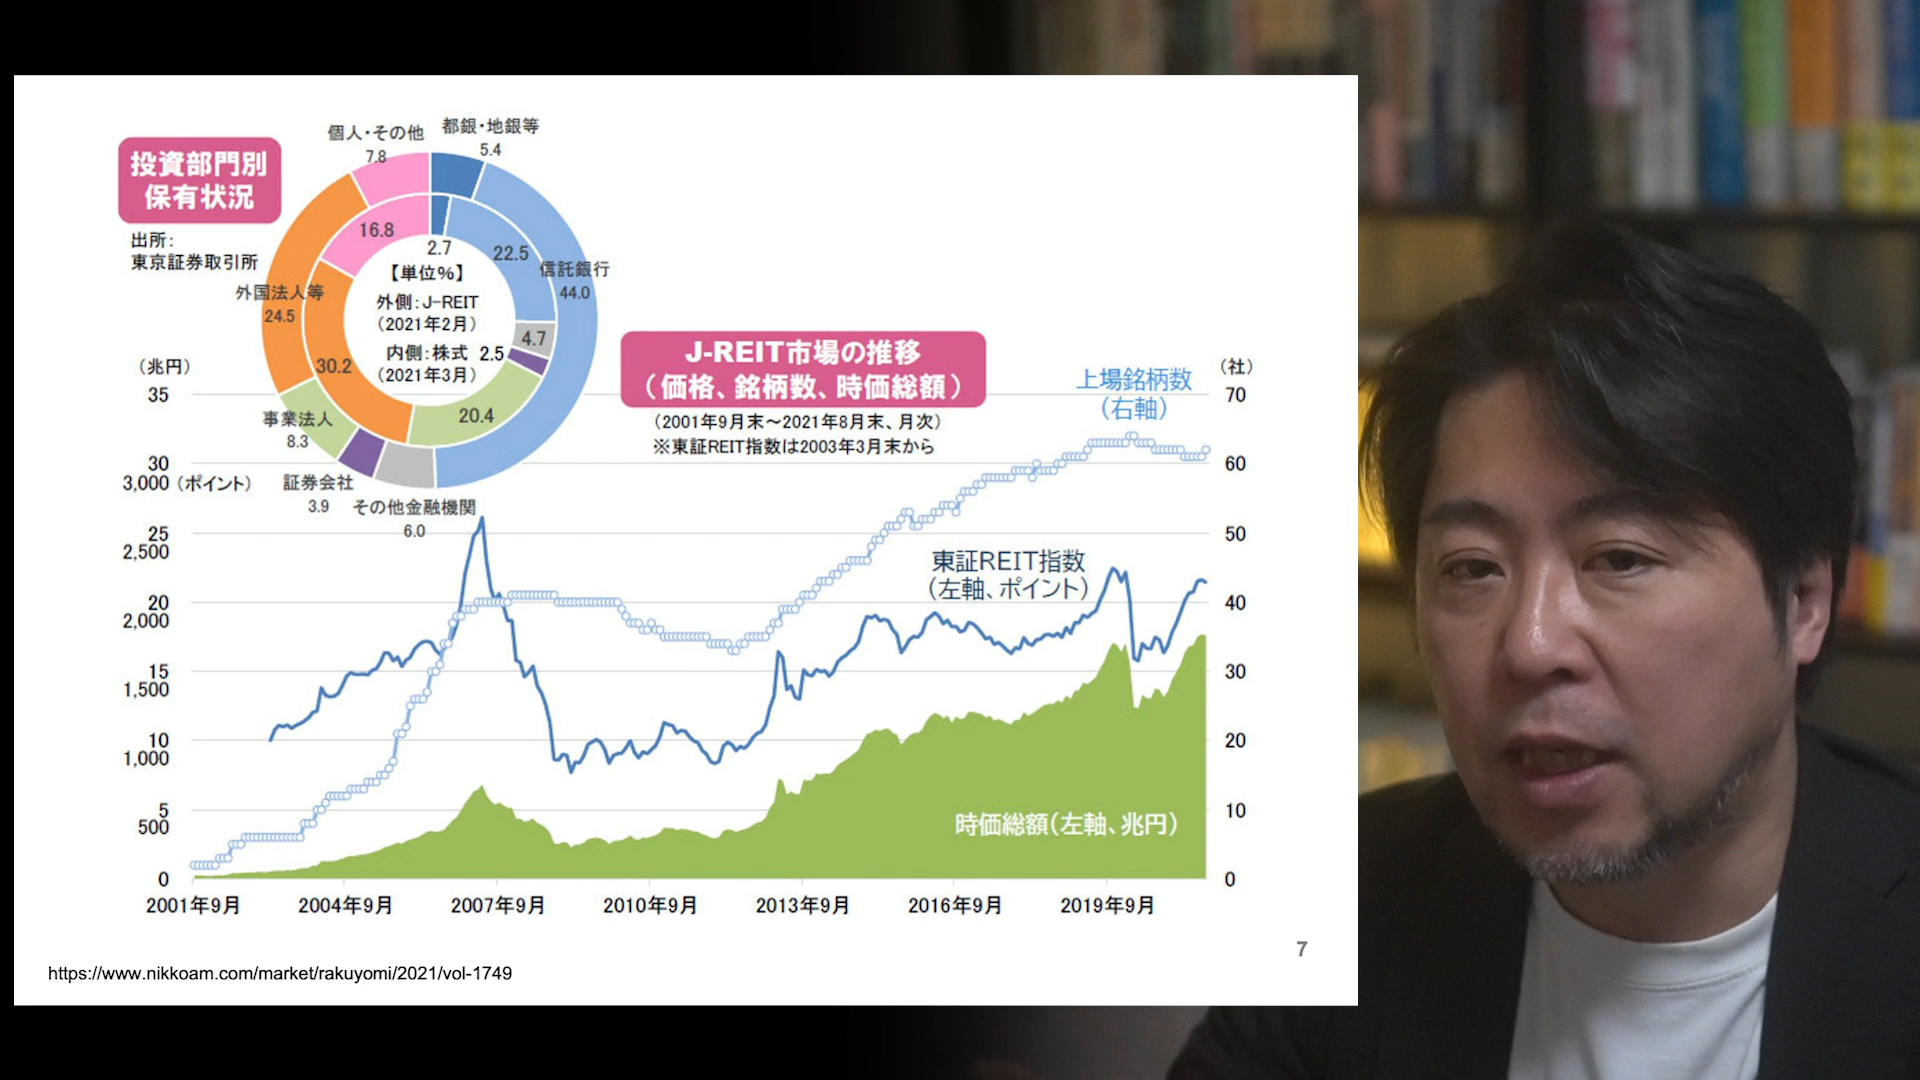 投資部門別
保有状況
出所：
東京証券取引所
個人・その他
7.8
都銀・地銀等
5.4
16.8
2.7
22.5
信託銀行
44.0
【単位％】
外側：J-REIT
（2021年2月）
内側：株式
（2021年3月）
外国法人等
24.5
30.2
4.7
2.5
20.4
事業法人
8.3
証券会社
3.9
その他金融機関
6.0
J-REIT市場の推移
（価格、銘柄数、時価総額）
（2001年9月末～2021年8月末、月次）
※東証REIT指数は2003年3月末から
（兆円）
35
30
3,000（ポイント）
25
2,500
20
2,000
15
1,500
10
1,000
5
500
0
上場銘柄数
（右軸）
東証REIT指数
（左軸、ポイント）
時価総額（左軸、兆円）
（社）
70
60
50
40
30
20
10
0
2001年9月 2004年9月 2007年9月 2010年9月 2013年9月 2016年9月 2019年9月
7
https://www.nikkoam.com/market/rakuyomi/2021/vol-1749